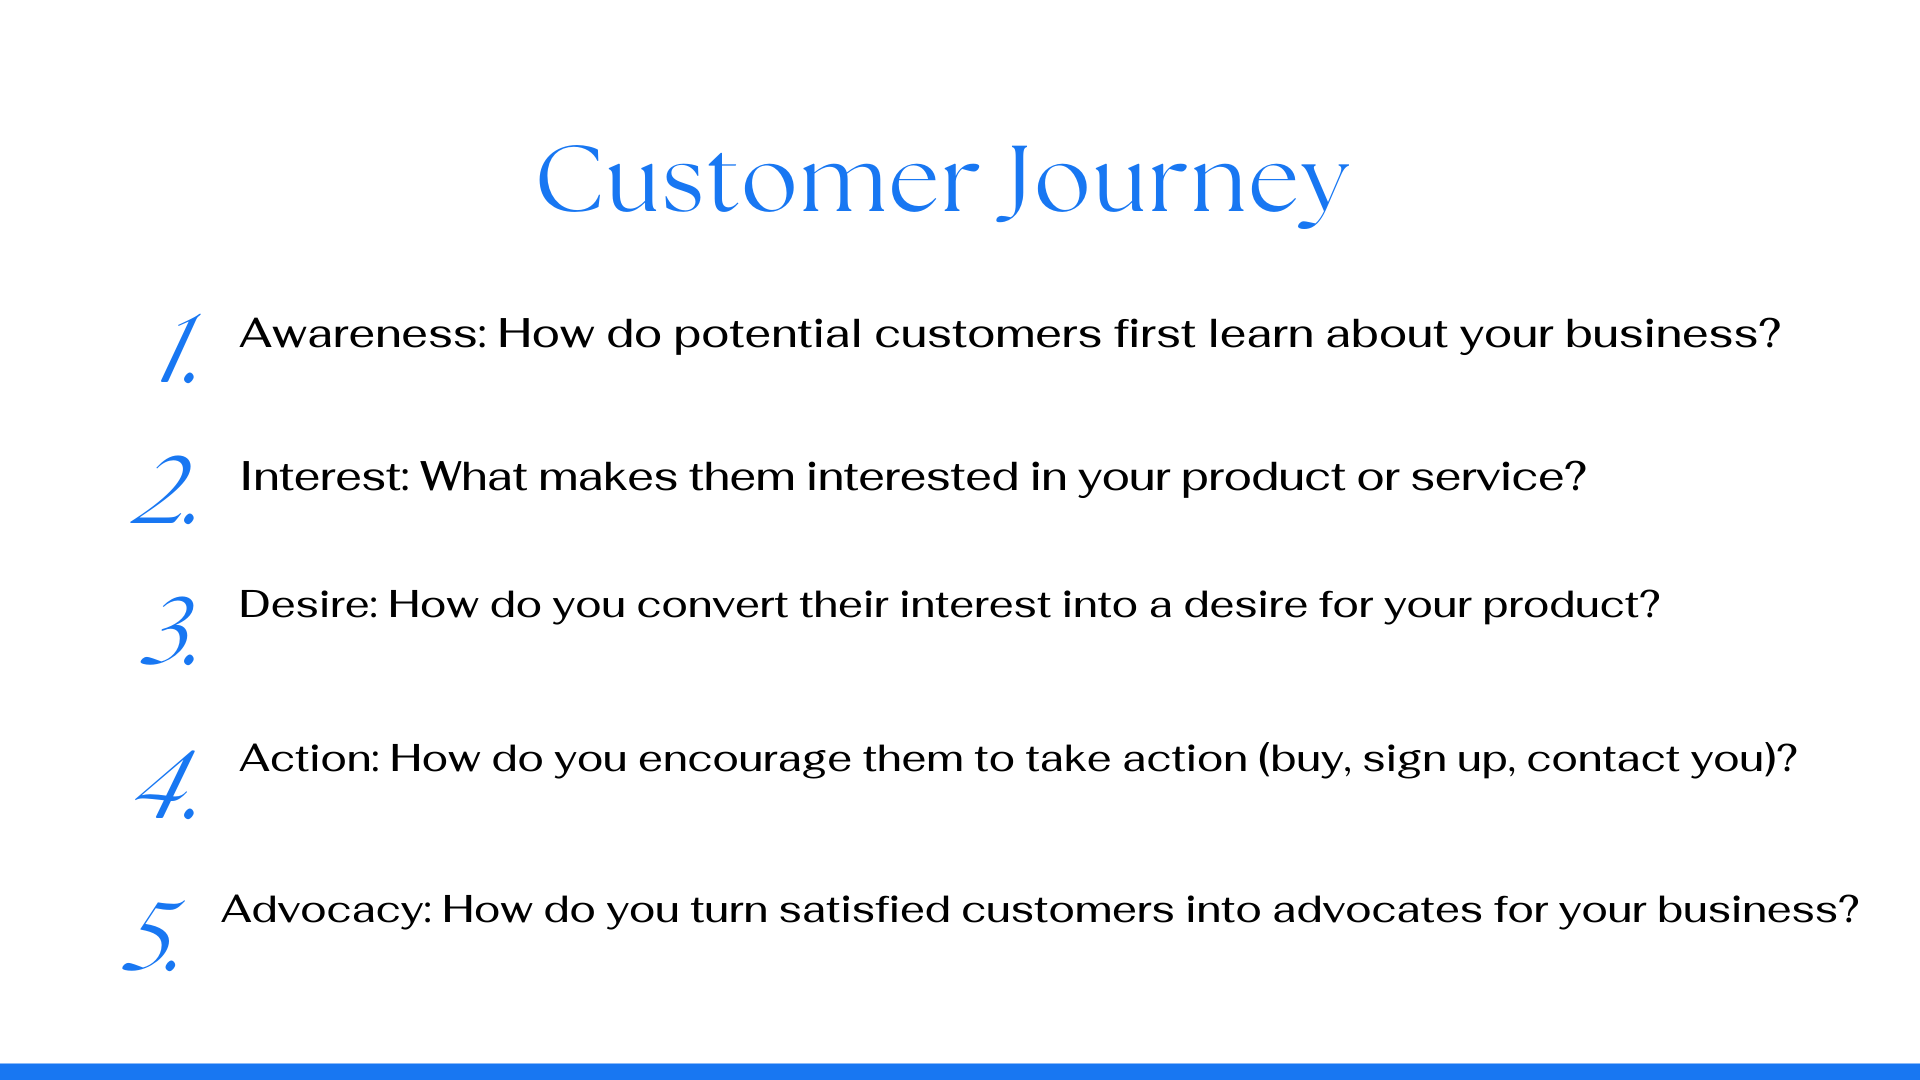 Customer Journey
1. Awareness: How do potential customers first learn about your business?
2. Interest: What makes them interested in your product or service?
3. Desire: How do you convert their interest into a desire for your product?
4. Action: How do you encourage them to take action (buy, sign up, contact you)?
5. Advocacy: How do you turn satisfied customers into advocates for your business?